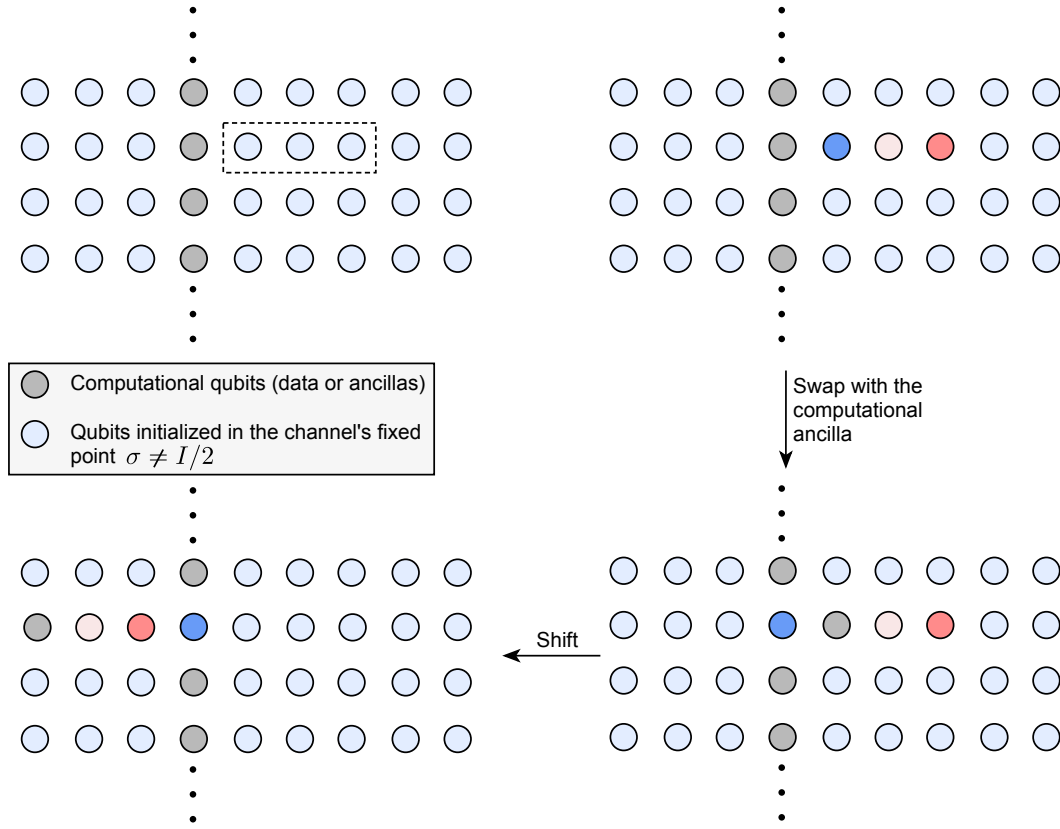 Computational qubits (data or ancillas)
Qubits initialized in the channel's fixed
point σ ≠ I/2
Swap with the
computational
ancilla
Shift